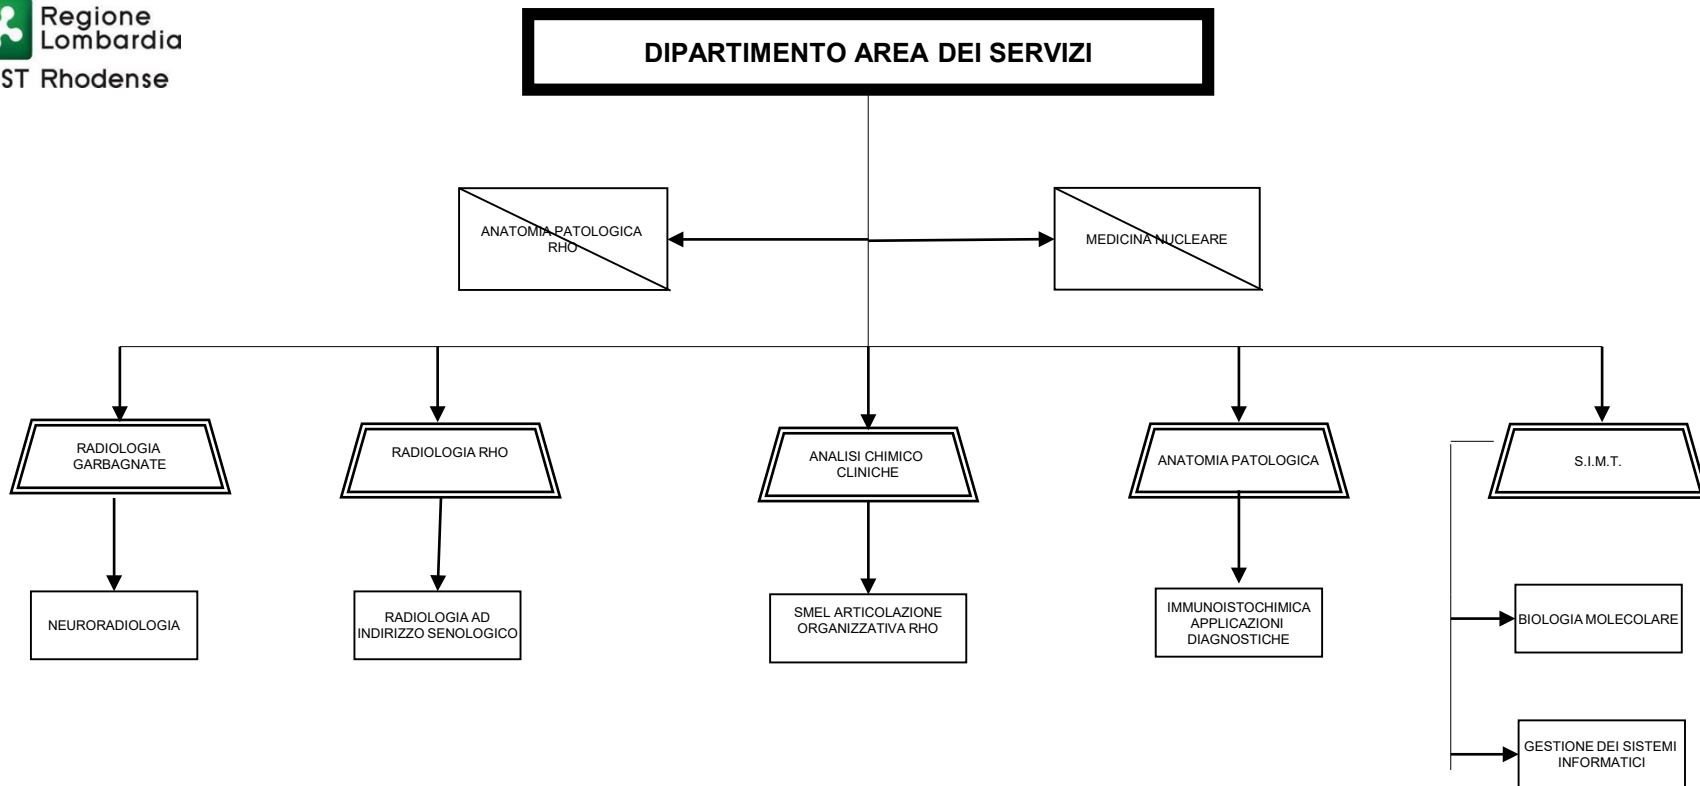 Regione
Lombardia
ST Rhodense
DIPARTIMENTO AREA DEI SERVIZI
ANATOMIA PATOLOGICA
RHO
MEDICINA NUCLEARE
RADIOLOGIA
GARBAGNATE
RADIOLOGIA RHO
ANALISI CHIMICO
CLINICHE
ANATOMIA PATOLOGICA
S.I.M.T.
NEURORADIOLOGIA
RADIOLOGIA AD
INDIRIZZO SENOLOGICO
SMEL ARTICOLAZIONE
ORGANIZZATIVA RHO
IMMUNOISTOCHIMICA
APPLICAZIONI
DIAGNOSTICHE
BIOLOGIA MOLECOLARE
GESTIONE DEI SISTEMI
INFORMATICI